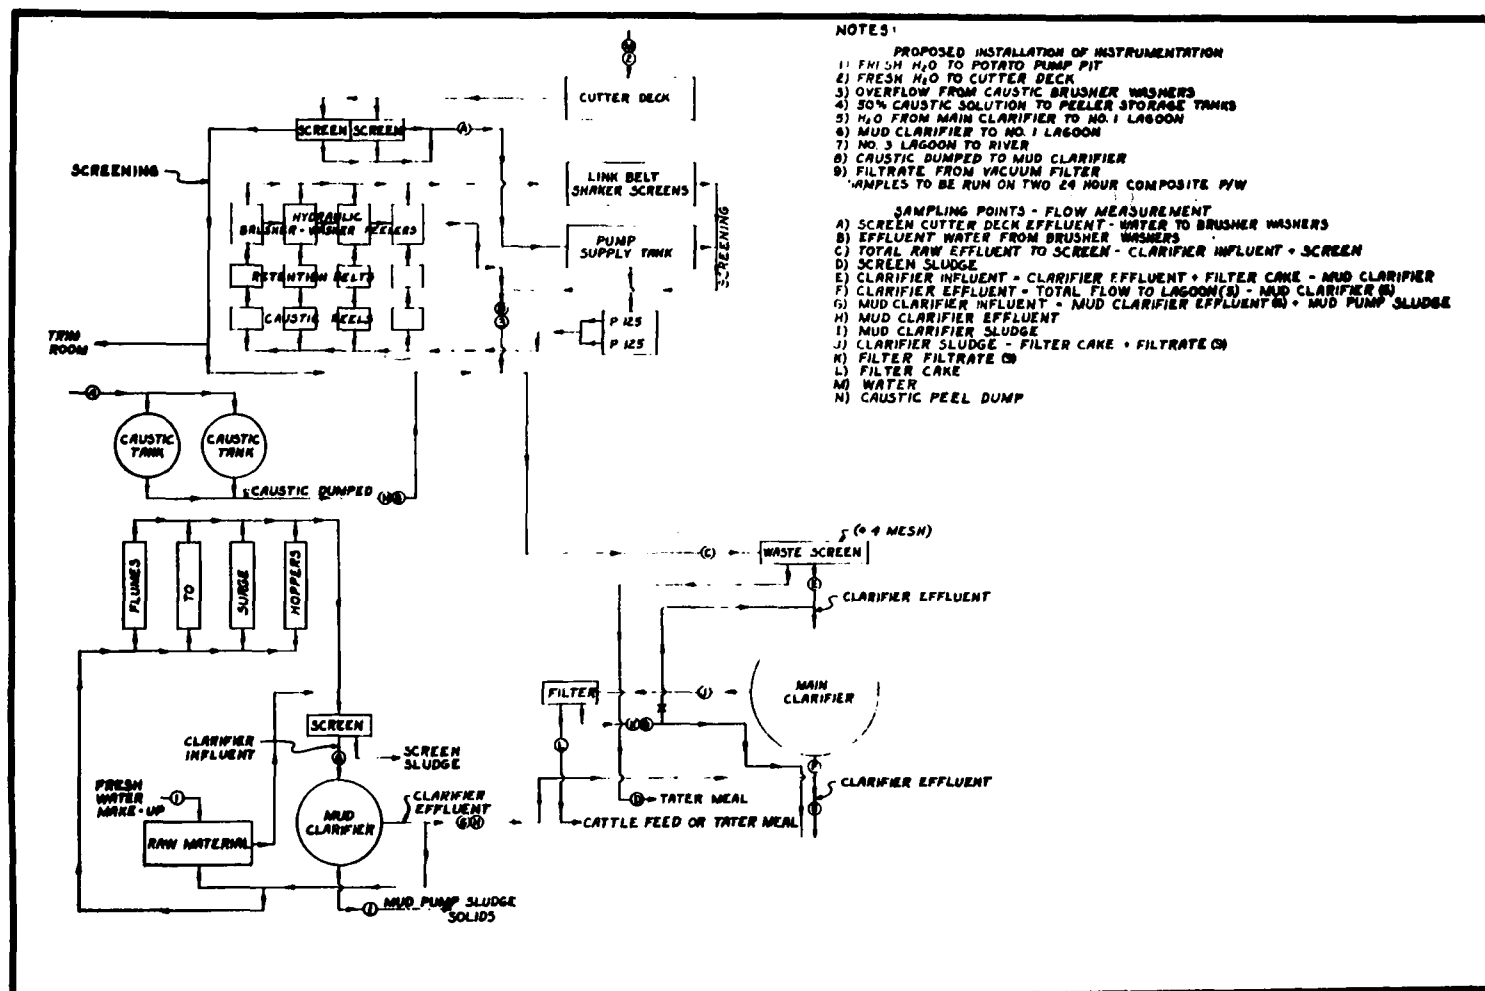 NOTES:
PROPOSED INSTALLATION OF INSTRUMENTATION
1) FRESH H2O TO POTATO PUMP PIT
2) FRESH H2O TO CUTTER DECK
3) OVERFLOW FROM CAUSTIC BRUSHER WASHERS
4) 50% CAUSTIC SOLUTION TO PEELER STORAGE TANKS
5) H2O FROM MAIN CLARIFIER TO NO. 1 LAGOON
6) MUD CLARIFIER TO NO. 1 LAGOON
7) NO. 3 LAGOON TO RIVER
8) CAUSTIC DUMPED TO MUD CLARIFIER
9) FILTRATE FROM VACUUM FILTER
SAMPLES TO BE RUN ON TWO 24 HOUR COMPOSITE P/W
SAMPLING POINTS - FLOW MEASUREMENT
A) SCREEN CUTTER DECK EFFLUENT - WATER TO BRUSHER WASHERS
B) EFFLUENT WATER FROM BRUSHER WASHERS
C) TOTAL RAW EFFLUENT TO SCREEN - CLARIFIER INFLUENT + SCREEN
D) SCREEN SLUDGE
E) CLARIFIER INFLUENT = CLARIFIER EFFLUENT + FILTER CAKE - MUD CLARIFIER
F) CLARIFIER EFFLUENT - TOTAL FLOW TO LAGOON(5) - MUD CLARIFIER(6)
G) MUD CLARIFIER INFLUENT = MUD CLARIFIER EFFLUENT(6) + MUD PUMP SLUDGE
H) MUD CLARIFIER EFFLUENT
I) MUD CLARIFIER SLUDGE
J) CLARIFIER SLUDGE - FILTER CAKE + FILTRATE (9)
K) FILTER FILTRATE (9)
L) FILTER CAKE
M) WATER
N) CAUSTIC PEEL DUMP
M
2
CUTTER DECK
SCREEN SCREEN
A
SCREENING
LINK BELT
SHAKER SCREENS
HYDRAULIC
BRUSHER - WASHER PEELERS
PUMP
SUPPLY TANK
SCREENING
RETENTION BELTS
3
CAUSTIC REELS
P 125
P 125
TRIM
ROOM
4
CAUSTIC
TANK
CAUSTIC
TANK
CAUSTIC DUMPED
N 8
FLUMES
TO
SURGE
HOPPERS
(# 4 MESH)
C
WASTE SCREEN
E
CLARIFIER EFFLUENT
FILTER
J
MAIN
CLARIFIER
SCREEN
K 9
CLARIFIER
INFLUENT
SCREEN
SLUDGE
L
F
CLARIFIER EFFLUENT
FRESH
WATER
MAKE-UP
1
CLARIFIER
EFFLUENT
MUD
CLARIFIER
D
TATER MEAL
RAW MATERIAL
H
CATTLE FEED OR TATER MEAL
I
MUD PUMP SLUDGE
SOLIDS